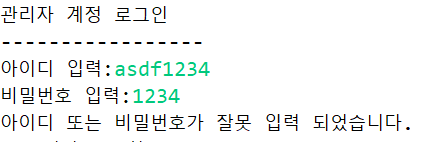 관리자 계정 로그인
-----------------
아이디 입력:asdf1234
비밀번호 입력:1234
아이디 또는 비밀번호가 잘못 입력 되었습니다.